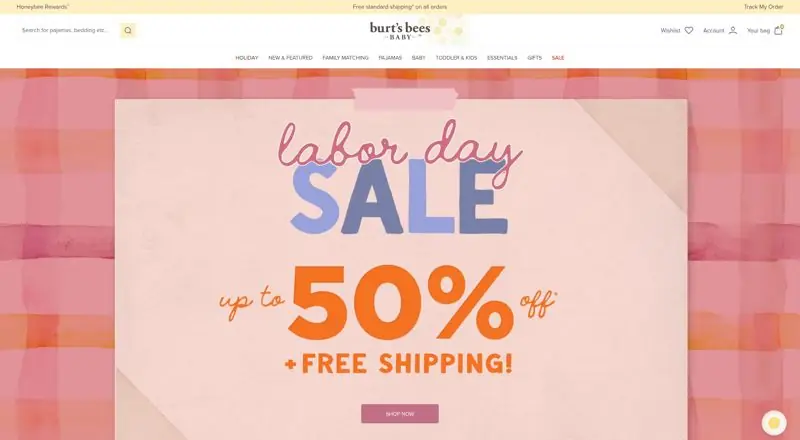 Honeybee Rewards™
Free standard shipping* on all orders
Track My Order
Search for pajamas, bedding etc...
burt's bees
BABY
Wishlist
Account
Your bag
0
HOLIDAY NEW & FEATURED FAMILY MATCHING PAJAMAS BABY TODDLER & KIDS ESSENTIALS GIFTS SALE
labor day
SALE
up to 50% off*
+ FREE SHIPPING!
SHOP NOW